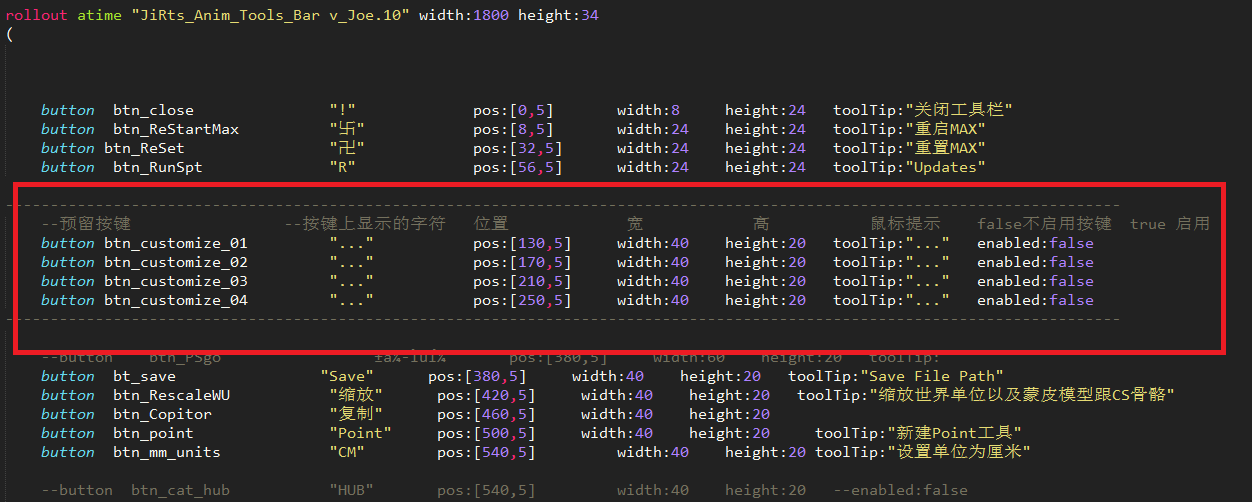 rollout atime "JiRts_Anim_Tools_Bar v_Joe.10" width:1800 height:34
(
button btn_close "!" pos:[0,5] width:8 height:24 toolTip:"关闭工具栏"
button btn_ReStartMax "卐" pos:[8,5] width:24 height:24 toolTip:"重启MAX"
button btn_ReSet "卍" pos:[32,5] width:24 height:24 toolTip:"重置MAX"
button btn_RunSpt "R" pos:[56,5] width:24 height:24 toolTip:"Updates"
--预留按键 --按键上显示的字符 位置 宽 高 鼠标提示 false不启用按键 true 启用
button btn_customize_01 "..." pos:[130,5] width:40 height:20 toolTip:"..." enabled:false
button btn_customize_02 "..." pos:[170,5] width:40 height:20 toolTip:"..." enabled:false
button btn_customize_03 "..." pos:[210,5] width:40 height:20 toolTip:"..." enabled:false
button btn_customize_04 "..." pos:[250,5] width:40 height:20 toolTip:"..." enabled:false
--button btn_PSgo pos:[380,5] width:60 height:20 toolTip:
button bt_save "Save" pos:[380,5] width:40 height:20 toolTip:"Save File Path"
button btn_RescaleWU "缩放" pos:[420,5] width:40 height:20 toolTip:"缩放世界单位以及蒙皮模型跟CS骨骼"
button btn_Copitor "复制" pos:[460,5] width:40 height:20
button btn_point "Point" pos:[500,5] width:40 height:20 toolTip:"新建Point工具"
button btn_mm_units "CM" pos:[540,5] width:40 height:20 toolTip:"设置单位为厘米"
--button btn_cat_hub "HUB" pos:[540,5] width:40 height:20 --enabled:false